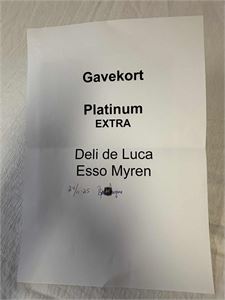 Gavekort
Platinum
EXTRA
Deli de Luca
Esso Myren